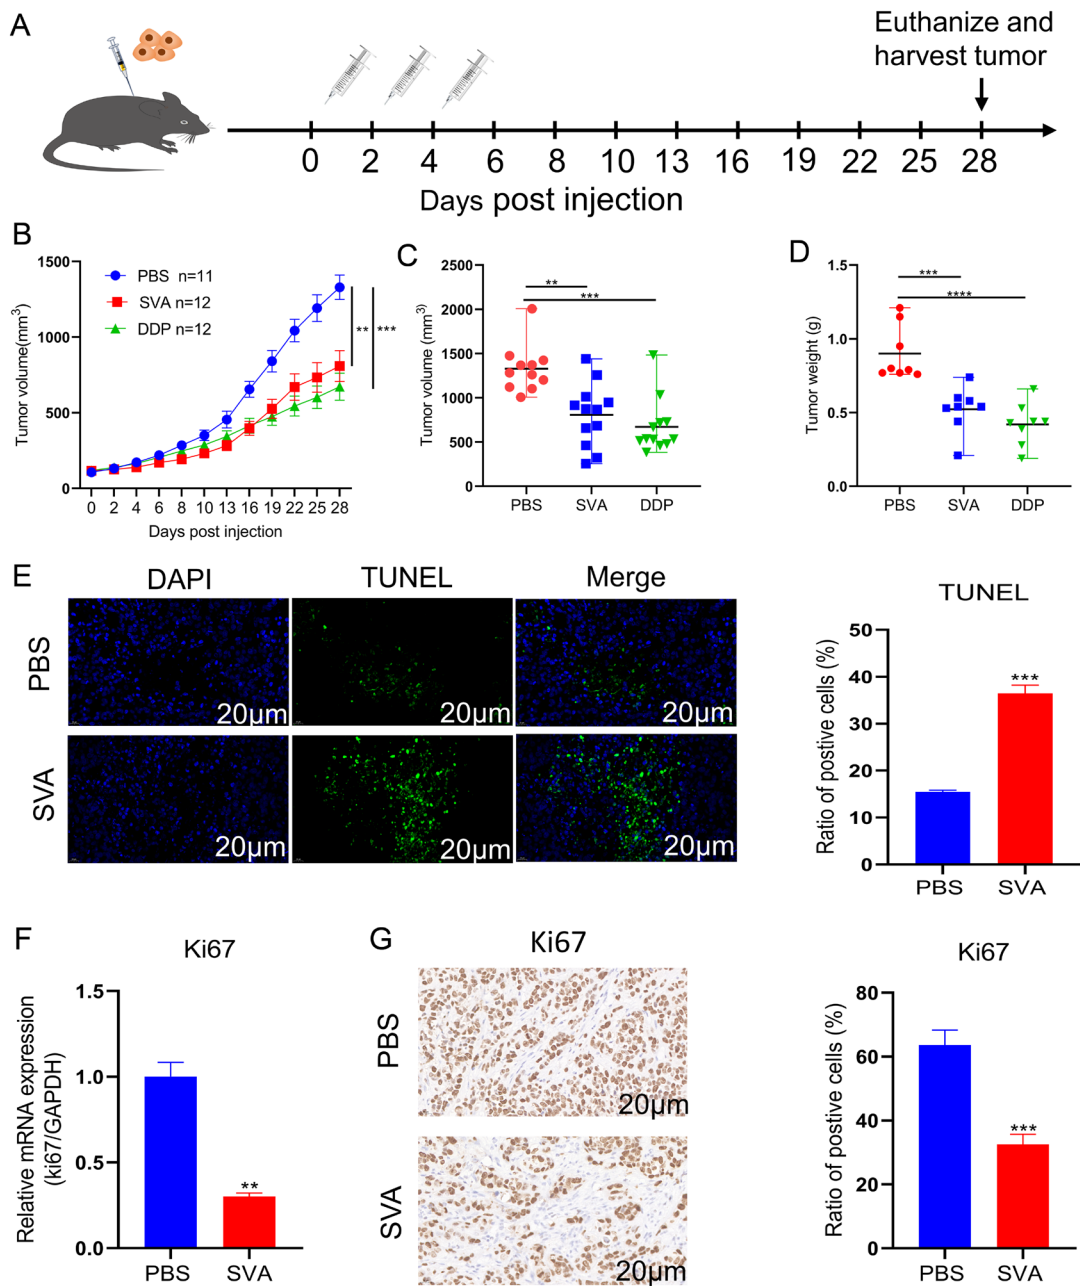 A
Euthanize and
harvest tumor
0 2 4 6 8 10 13 16 19 22 25 28
Days post injection
B
Tumor volume(mm3)
1500
1000
500
0
PBS n=11
SVA n=12
DDP n=12
** ***
0 2 4 6 8 10 13 16 19 22 25 28
Days post injection
C
Tumor volume (mm3)
2500
2000
1500
1000
500
0
**
***
PBS SVA DDP
D
Tumor weight (g)
1.5
1.0
0.5
0.0
***
****
PBS SVA DDP
E
DAPI TUNEL Merge
PBS
20μm 20μm 20μm
SVA
20μm 20μm 20μm
TUNEL
Ratio of postive cells (%)
50
40
30
20
10
0
***
PBS SVA
F
Ki67
Relative mRNA expression
(ki67/GAPDH)
1.5
1.0
0.5
0.0
**
PBS SVA
G
Ki67
PBS
20μm
SVA
20μm
Ki67
Ratio of postive cells (%)
80
60
40
20
0
***
PBS SVA